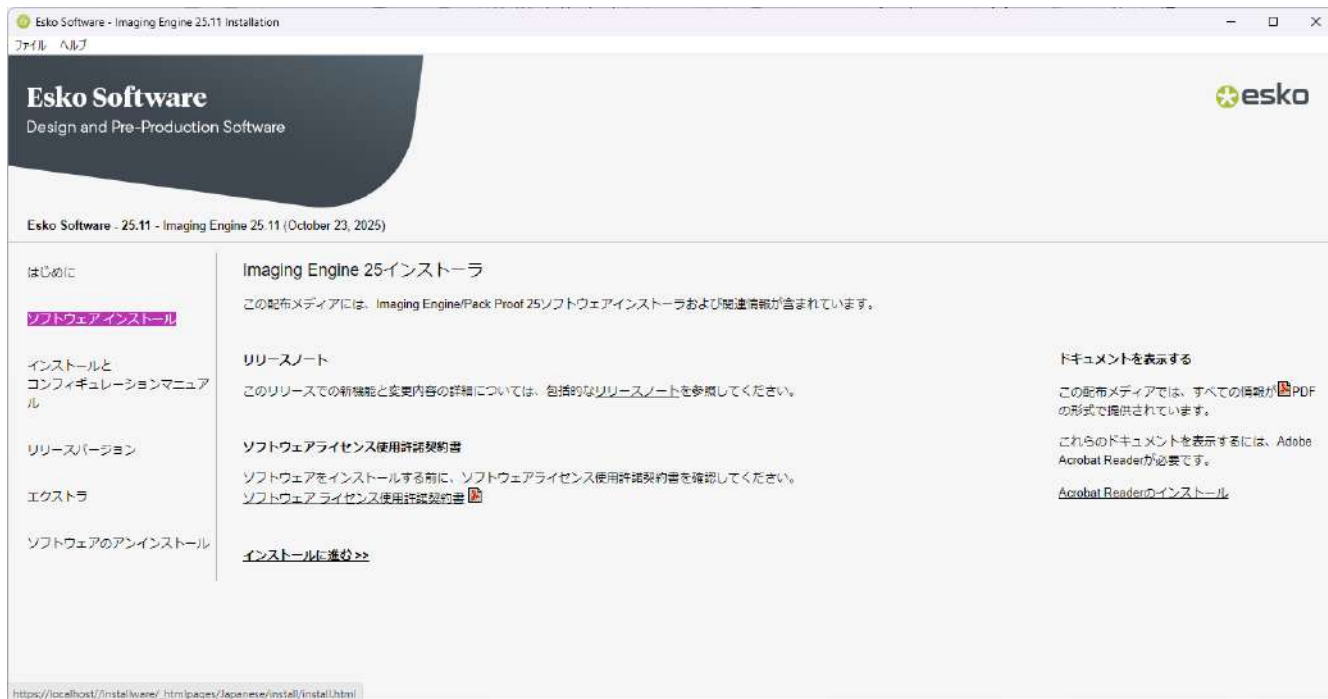 Esko Software - Imaging Engine 25.11 Installation
ファイル ヘルプ
Esko Software
Design and Pre-Production Software
esko
Esko Software - 25.11 - Imaging Engine 25.11 (October 23, 2025)
はじめに
ソフトウェアインストール
インストールと
コンフィギュレーションマニュア
ル
リリースバージョン
エクストラ
ソフトウェアのアンインストール
Imaging Engine 25インストーラ
この配布メディアには、Imaging Engine/Pack Proof 25ソフトウェアインストーラおよび関連情報が含まれています。
リリースノート
このリリースでの新機能と変更内容の詳細については、包括的なリリースノートを参照してください。
ソフトウェアライセンス使用許諾契約書
ソフトウェアをインストールする前に、ソフトウェアライセンス使用許諾契約書を確認してください。
ソフトウェア ライセンス使用許諾契約書
インストールに進む >>
ドキュメントを表示する
この配布メディアでは、すべての情報がPDF
の形式で提供されています。
これらのドキュメントを表示するには、Adobe
Acrobat Readerが必要です。
Acrobat Readerのインストール
https://localhost//installware/_htmlpages/Japanese/install/install.html